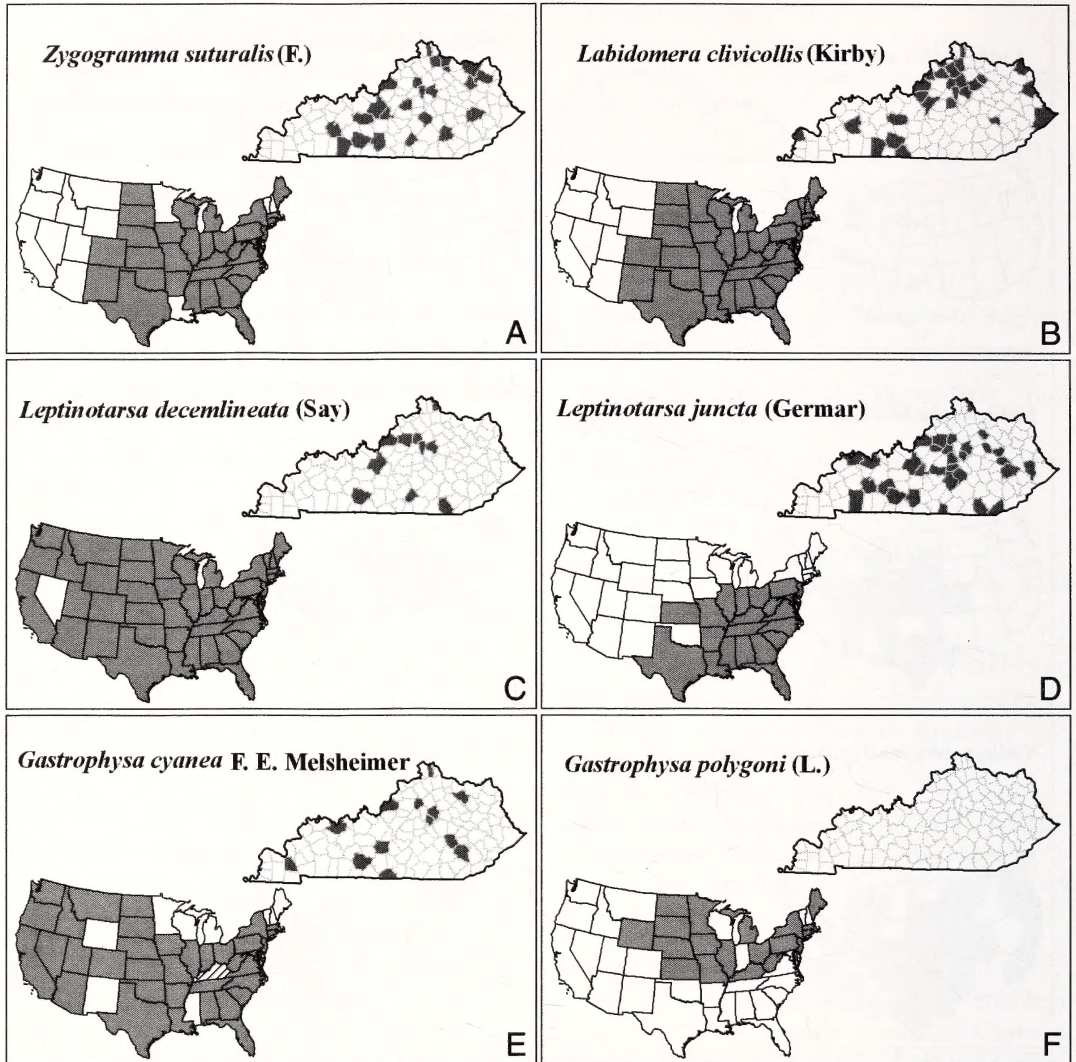 Zygogramma suturalis (F.)
A
Labidomera clivicollis (Kirby)
B
Leptinotarsa decemlineata (Say)
C
Leptinotarsa juncta (Germar)
D
Gastrophysa cyanea F. E. Melsheimer
E
Gastrophysa polygoni (L.)
F